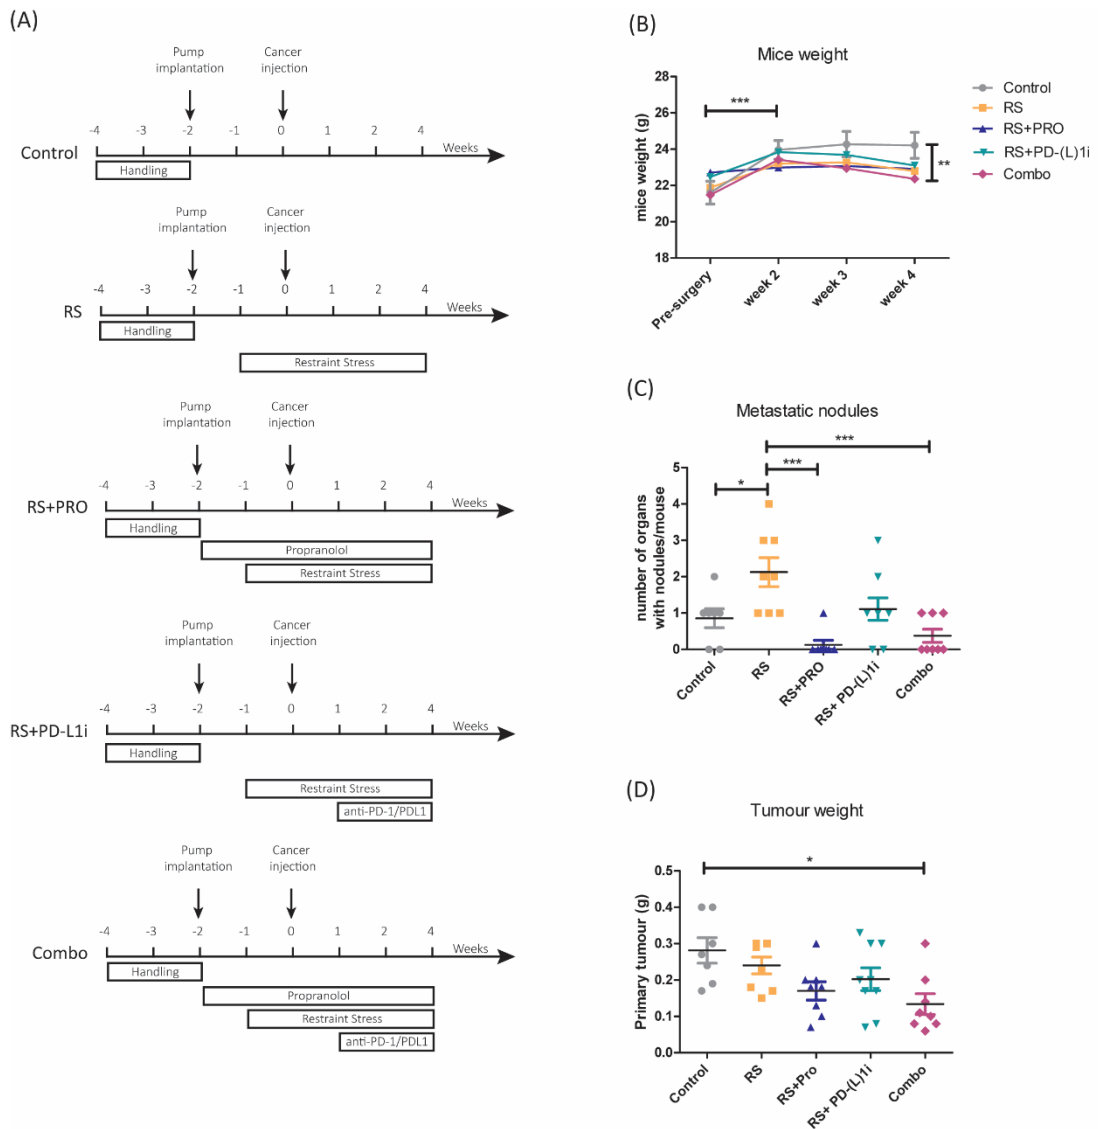 (A)
Pump
implantation
Cancer
injection
-4 -3 -2 -1 0 1 2 4
Weeks
Control
Handling
Pump
implantation
Cancer
injection
-4 -3 -2 -1 0 1 2 4
Weeks
RS
Handling
Restraint Stress
Pump
implantation
Cancer
injection
-4 -3 -2 -1 0 1 2 4
Weeks
RS+PRO
Handling
Propranolol
Restraint Stress
Pump
implantation
Cancer
injection
-4 -3 -2 -1 0 1 2 4
Weeks
RS+PD-L1i
Handling
Restraint Stress
anti-PD-1/PDL1
Pump
implantation
Cancer
injection
-4 -3 -2 -1 0 1 2 4
Weeks
Combo
Handling
Propranolol
Restraint Stress
anti-PD-1/PDL1
(B)
Mice weight
mice weight (g)
28
26
24
22
20
18
***
**
Pre-surgery
week 2
week 3
week 4
Control
RS
RS+PRO
RS+PD-(L)1i
Combo
(C)
Metastatic nodules
number of organs
with nodules/mouse
5
4
3
2
1
0
***
***
*
Control
RS
RS+PRO
RS+ PD-(L)1i
Combo
(D)
Tumour weight
Primary tumour (g)
0.5
0.4
0.3
0.2
0.1
0.0
*
Control
RS
RS+Pro
RS+ PD-(L)1i
Combo